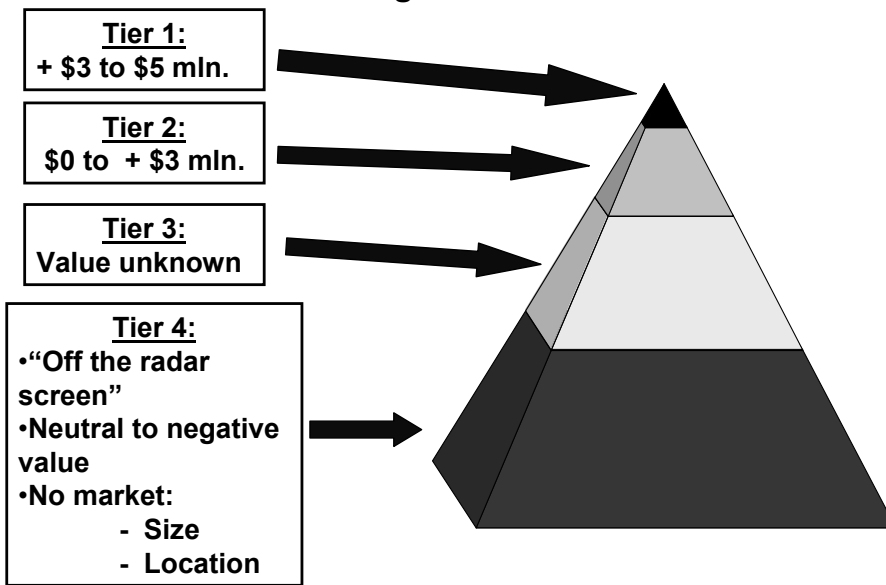 Tier 1:
+ $3 to $5 mln.
Tier 2:
$0 to + $3 mln.
Tier 3:
Value unknown
Tier 4:
•“Off the radar
screen”
•Neutral to negative
value
•No market:
- Size
- Location